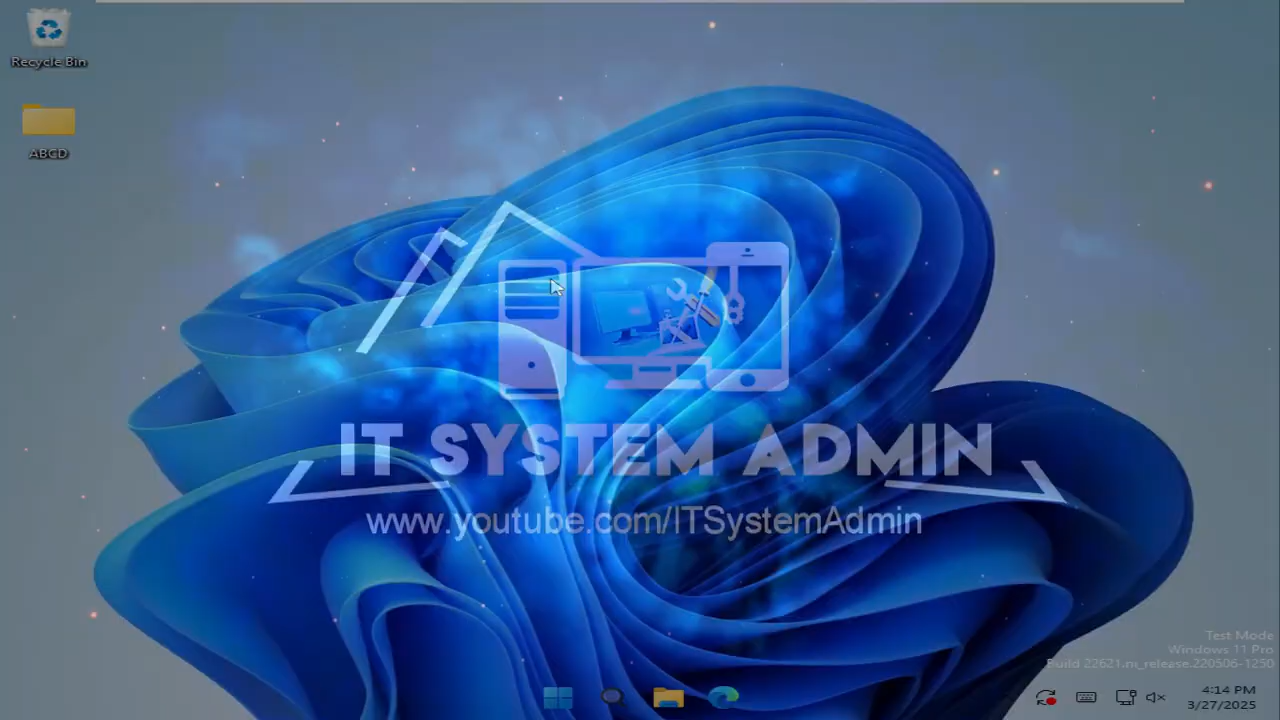 Recycle Bin
ABCD
IT SYSTEM ADMIN
www.youtube.com/ITSystemAdmin
Test Mode
Windows 11 Pro
Build 22621.ni_release.220506-1250
4:14 PM
3/27/2025